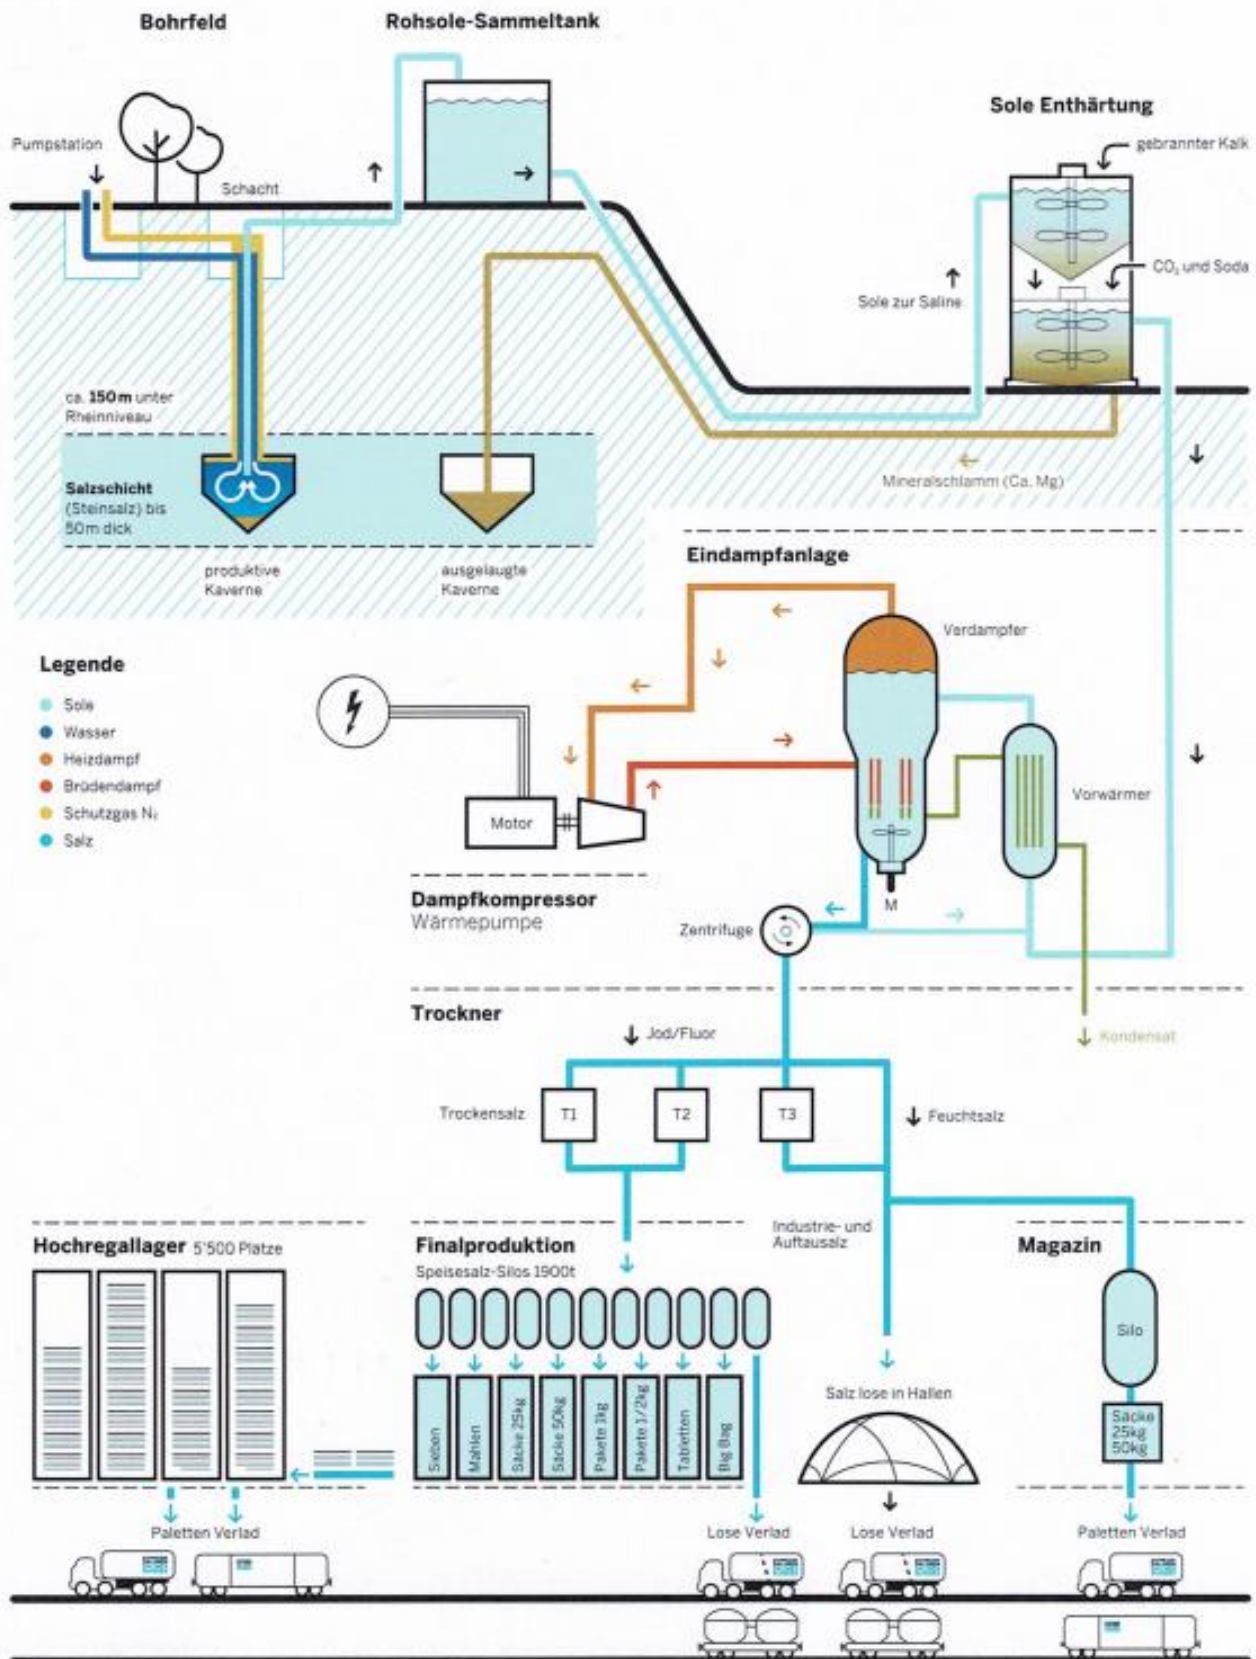 Bohrfeld
Rohsole-Sammeltank
Sole Enthärtung
Pumpstation
Schacht
gebrannter Kalk
CO₂ und Soda
Sole zur Saline
ca. 150m unter
Rheinniveau
Salzschicht
(Steinsalz) bis
50m dick
Mineralschlamm (Ca. Mg)
produktive
Kaverne
ausgelaugte
Kaverne
Eindampfanlage
Verdampfer
Legende
Sole
Wasser
Heizdampf
Brüdendampf
Schutzgas N₂
Salz
Motor
Vorwärmer
Dampfkompressor
Wärmepumpe
M
Zentrifuge
Trockner
Jod/Fluor
Kondensat
Trockensalz
T1
T2
T3
Feuchtsalz
Hochregallager 5'500 Plätze
Finalproduktion
Speisesalz-Silos 1900t
Industrie- und
Auftausalz
Magazin
Silo
Sieben
Mahlen
Säcke 25kg
Säcke 50kg
Pakete 1kg
Pakete 1/2kg
Tabletten
Big Bag
Salz lose in Hallen
Säcke
25kg
50kg
Paletten Verlad
Lose Verlad
Lose Verlad
Paletten Verlad